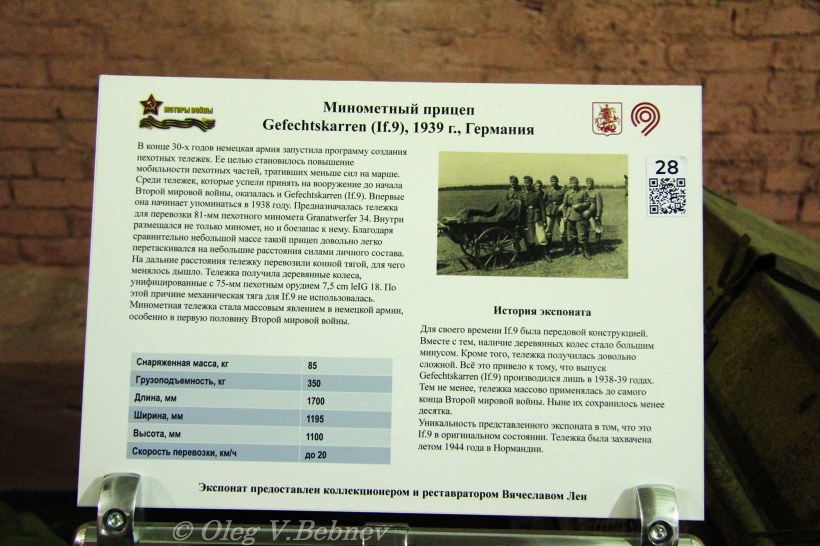 МОТОРЫ ВОЙНЫ
Минометный прицеп
Gefechtskarren (If.9), 1939 г., Германия
В конце 30-х годов немецкая армия запустила программу создания
пехотных тележек. Ее целью становилось повышение
мобильности пехотных частей, тративших меньше сил на марше.
Среди тележек, которые успели принять на вооружение до начала
Второй мировой войны, оказалась и Gefechtskarren (If.9). Впервые
она начинает упоминаться в 1938 году. Предназначалась тележка
для перевозки 81-мм пехотного миномета Granatwerfer 34. Внутри
размещался не только миномет, но и боезапас к нему. Благодаря
сравнительно небольшой массе такой прицеп довольно легко
перетаскивался на небольшие расстояния силами личного состава.
На дальние расстояния тележку перевозили конной тягой, для чего
менялось дышло. Тележка получила деревянные колеса,
унифицированные с 75-мм пехотным орудием 7,5 cm leIG 18. По
этой причине механическая тяга для If.9 не использовалась.
Минометная тележка стала массовым явлением в немецкой армии,
особенно в первую половину Второй мировой войны.
28
Снаряженная масса, кг 85
Грузоподъемность, кг 350
Длина, мм 1700
Ширина, мм 1195
Высота, мм 1100
Скорость перевозки, км/ч до 20
История экспоната
Для своего времени If.9 была передовой конструкцией.
Вместе с тем, наличие деревянных колес стало большим
минусом. Кроме того, тележка получилась довольно
сложной. Всё это привело к тому, что выпуск
Gefechtskarren (If.9) производился лишь в 1938-39 годах.
Тем не менее, тележка массово применялась до самого
конца Второй мировой войны. Ныне их сохранилось менее
десятка.
Уникальность представленного экспоната в том, что это
If.9 в оригинальном состоянии. Тележка была захвачена
летом 1944 года в Нормандии.
Экспонат предоставлен коллекционером и реставратором Вячеславом Лен
© Oleg V.Bebnev